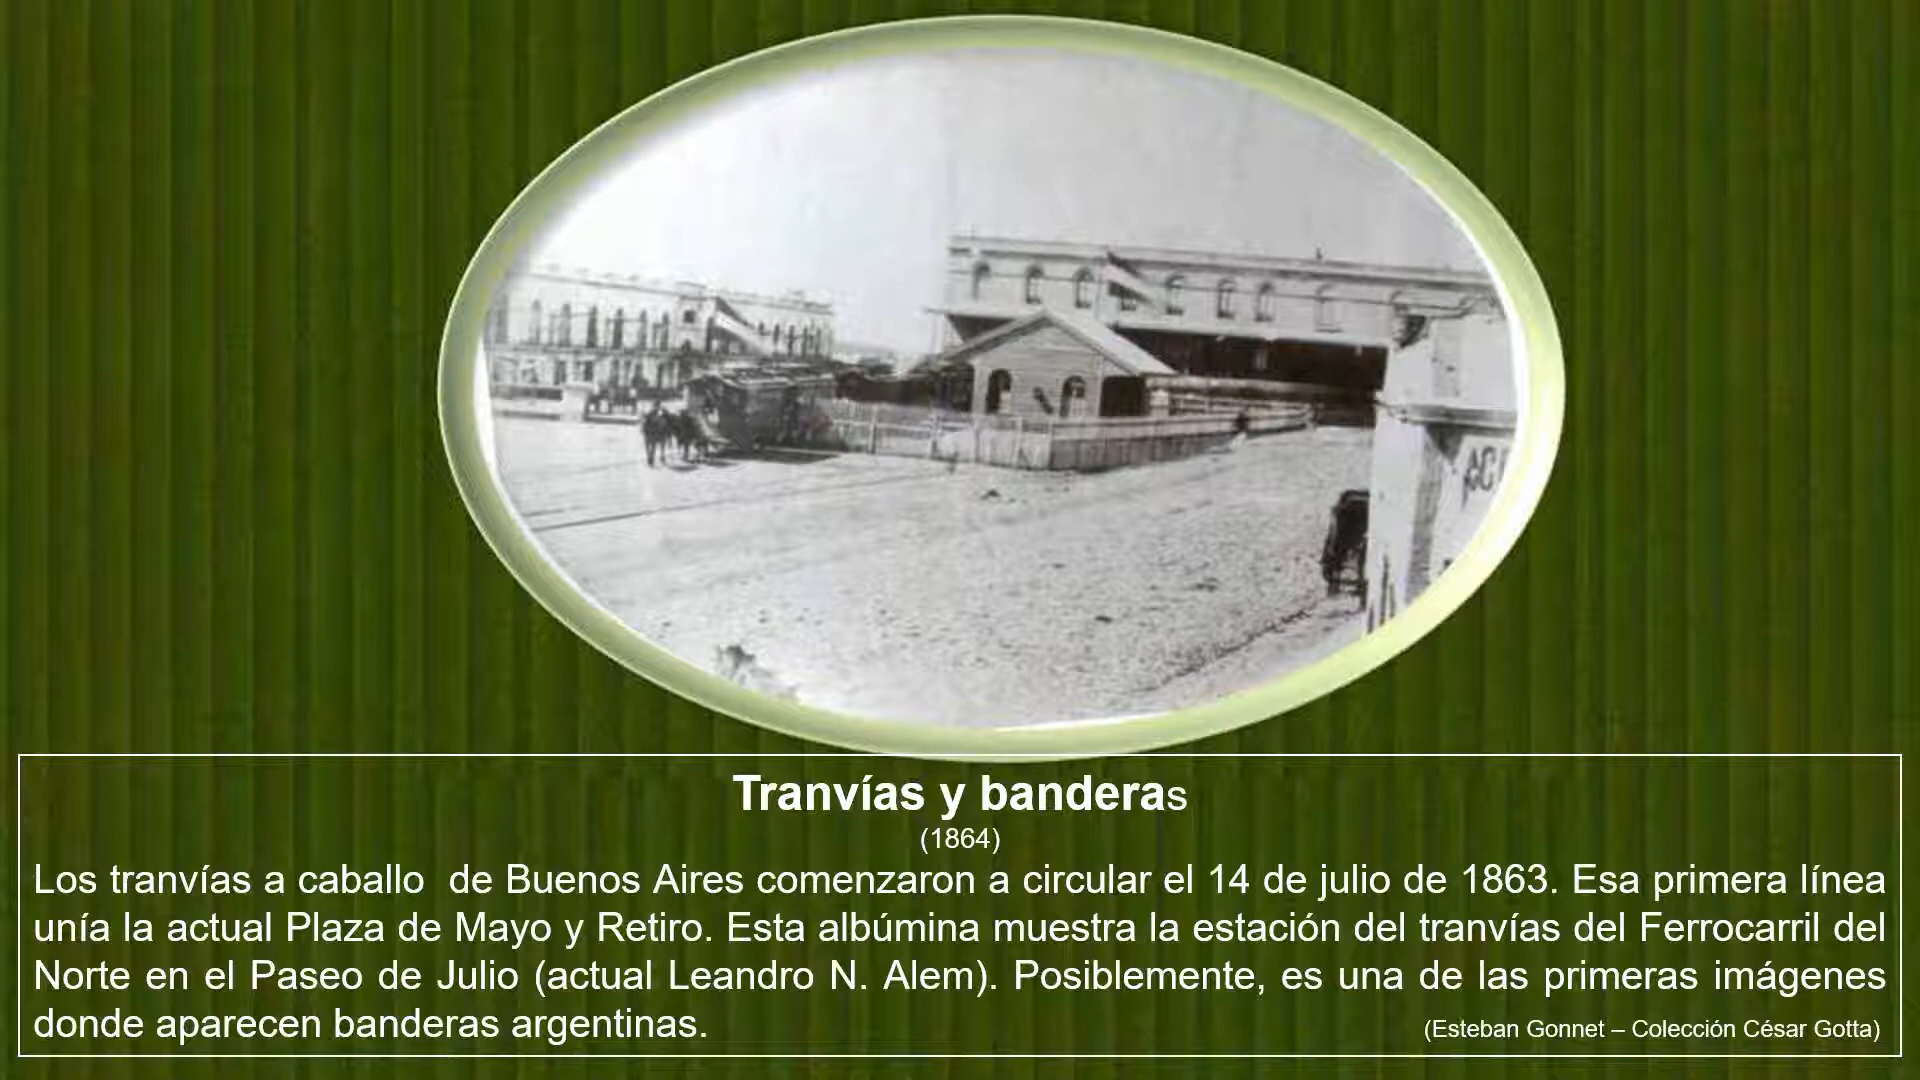 AC
Tranvías y banderas
(1864)
Los tranvías a caballo  de Buenos Aires comenzaron a circular el 14 de julio de 1863. Esa primera línea
unía la actual Plaza de Mayo y Retiro. Esta albúmina muestra la estación del tranvías del Ferrocarril del
Norte en el Paseo de Julio (actual Leandro N. Alem). Posiblemente, es una de las primeras imágenes
donde aparecen banderas argentinas.
(Esteban Gonnet – Colección César Gotta)